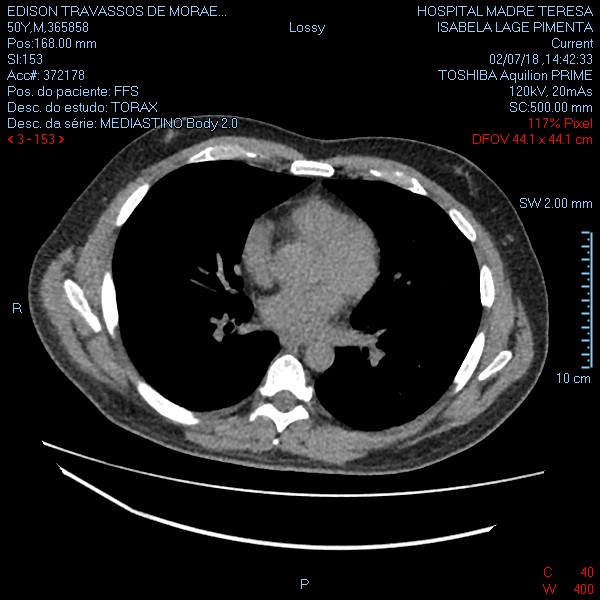 EDISON TRAVASSOS DE MORAE...
50Y,M,365858
Pos:168.00 mm
SI:153
Acc#: 372178
Pos. do paciente: FFS
Desc. do estudo: TORAX
Desc. da série: MEDIASTINO Body 2.0
< 3 - 153 >
Lossy
HOSPITAL MADRE TERESA
ISABELA LAGE PIMENTA
Current
02/07/18 ,14:42:33
TOSHIBA Aquilion PRIME
120kV, 20mAs
SC:500.00 mm
117% Pixel
DFOV 44.1 x 44.1 cm
SW 2.00 mm
R
10 cm
P
C 40
W 400